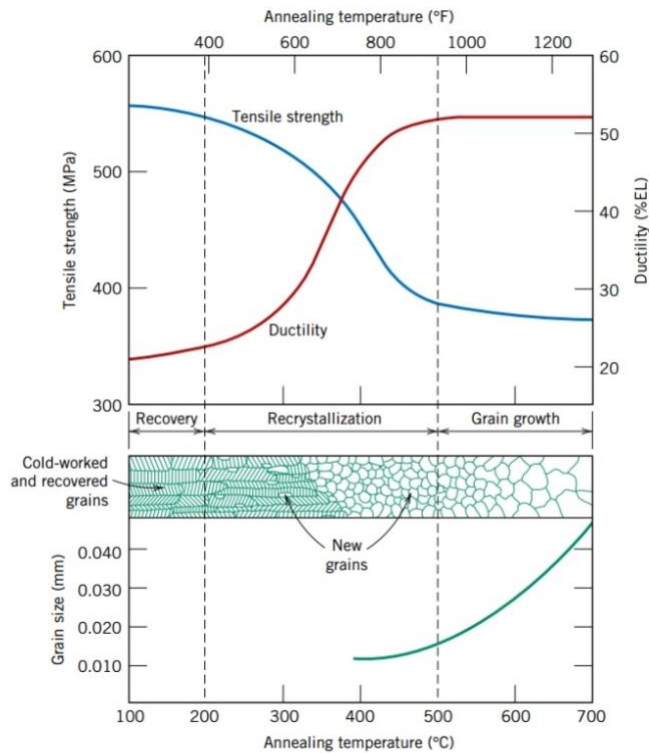 Annealing temperature (°F)
400 600 800 1000 1200
600
60
Tensile strength
500
50
Tensile strength (MPa)
40
Ductility (%EL)
400
30
Ductility
20
300
Recovery Recrystallization Grain growth
Cold-worked
and recovered
grains
New
grains
0.040
0.030
Grain size (mm)
0.020
0.010
100 200 300 400 500 600 700
Annealing temperature (°C)